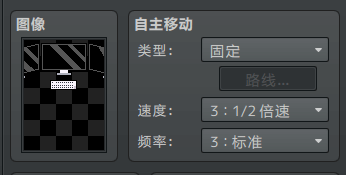 图像
自主移动
类型:
固定
路线...
速度:
3:1/2倍速
频率:
3:标准